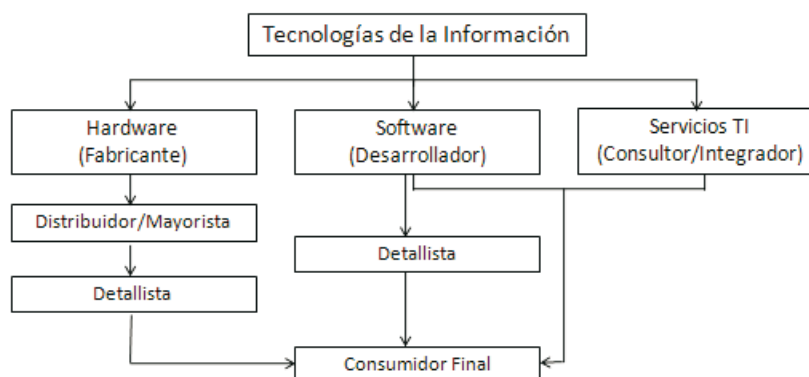 Tecnologías de la Información
Hardware
(Fabricante)
Software
(Desarrollador)
Servicios TI
(Consultor/Integrador)
Distribuidor/Mayorista
Detallista
Detallista
Consumidor Final